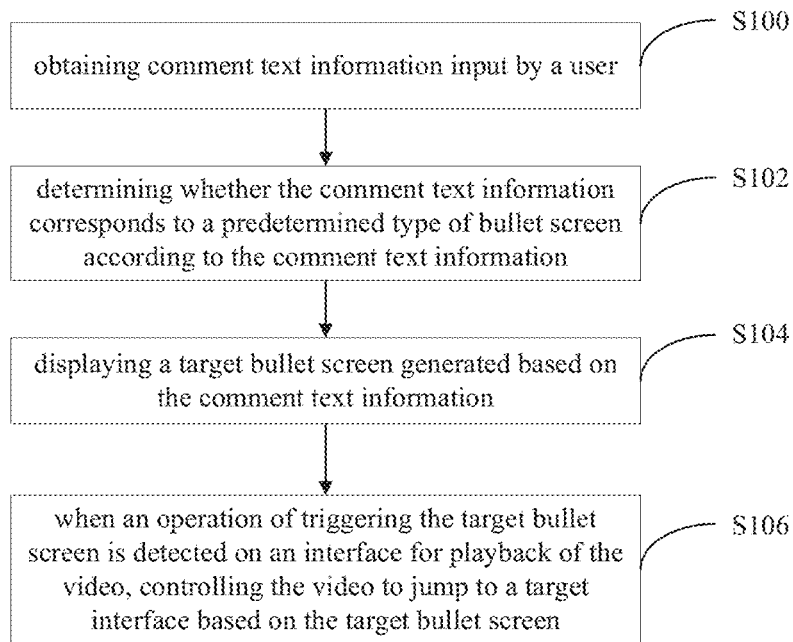 S100
obtaining comment text information input by a user
S102
determining whether the comment text information
corresponds to a predetermined type of bullet screen
according to the comment text information
S104
displaying a target bullet screen generated based on
the comment text information
S106
when an operation of triggering the target bullet
screen is detected on an interface for playback of the
video, controlling the video to jump to a target
interface based on the target bullet screen